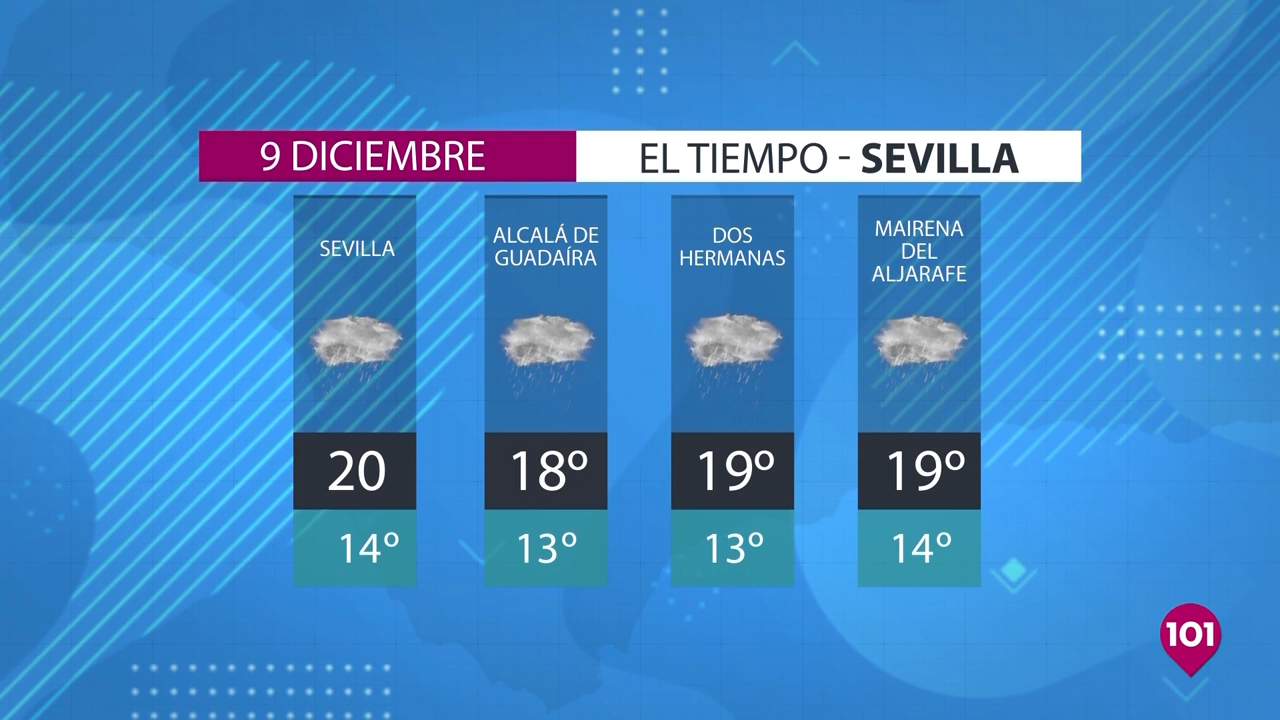 9 DICIEMBRE
EL TIEMPO - SEVILLA
SEVILLA
20
14º
ALCALÁ DE
GUADAÍRA
18º
13º
DOS
HERMANAS
19º
13º
MAIRENA
DEL
ALJARAFE
19º
14º
101